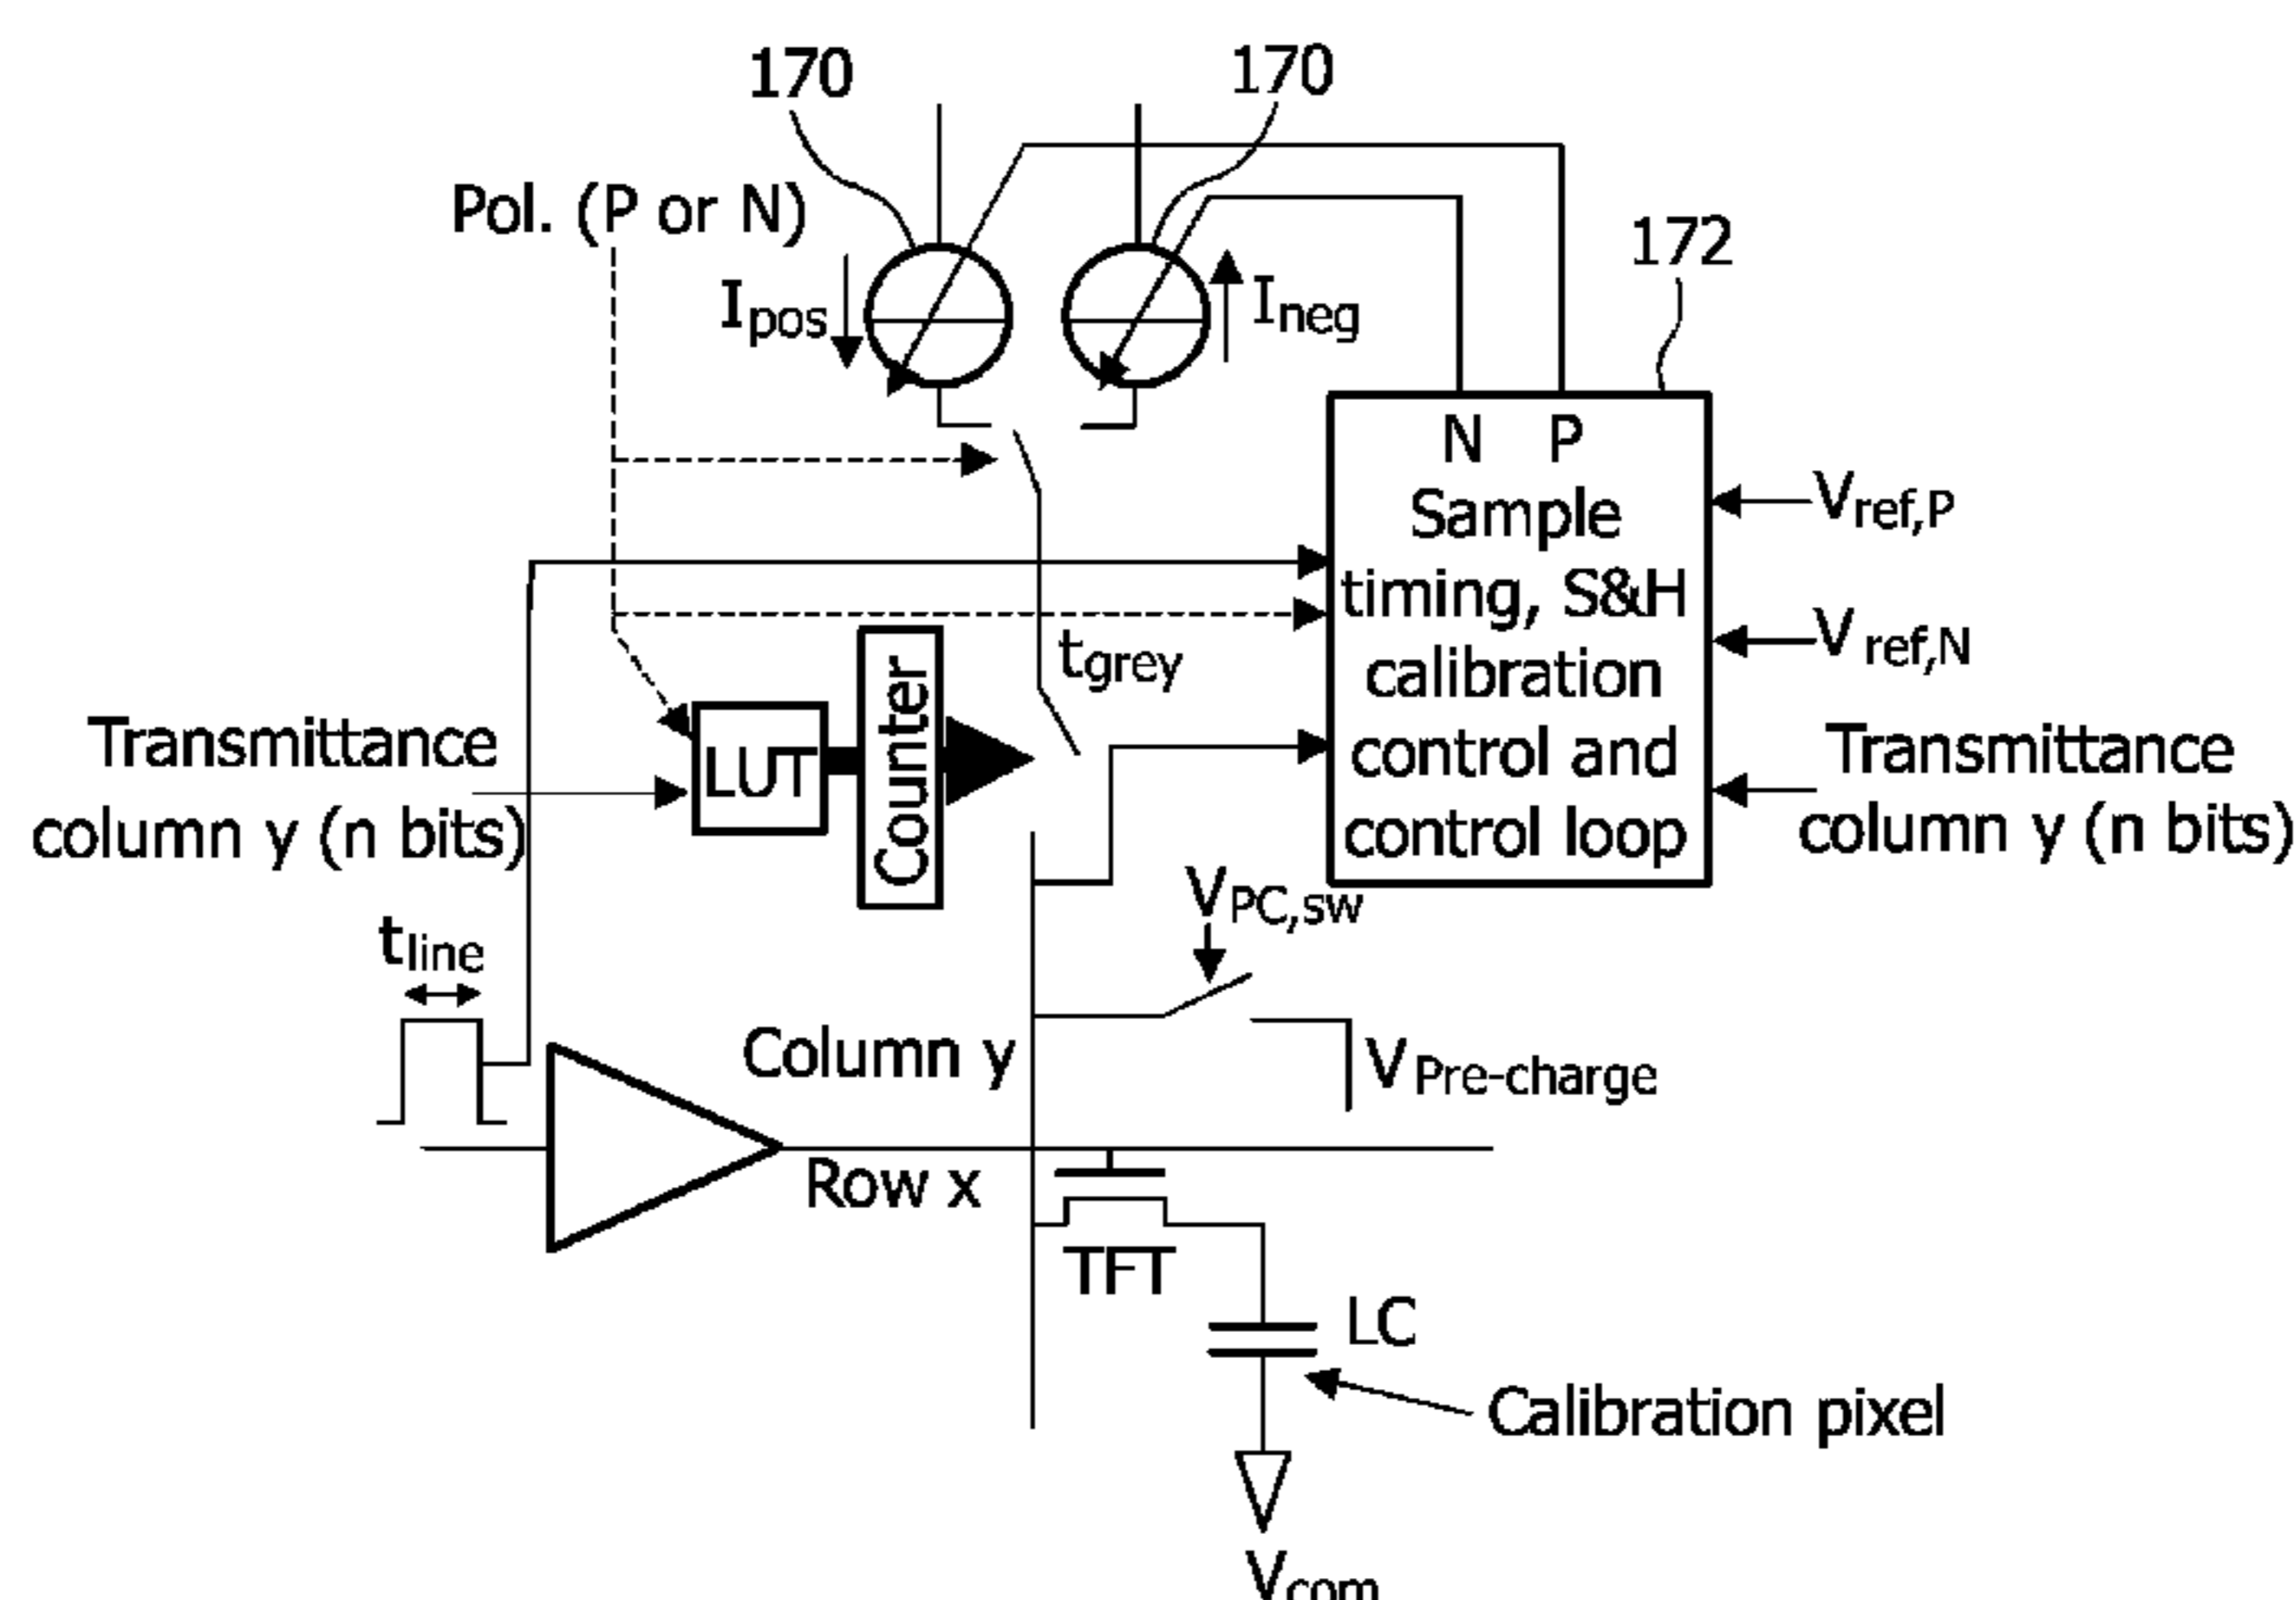 170
170
Pol. (P or N)
172
Ipos
Ineg
N P
Sample
timing, S&H
calibration
control and
control loop
Vref,P
Vref,N
tgrey
Transmittance
column y (n bits)
LUT
Counter
Transmittance
column y (n bits)
VPC,sw
tline
Column y
VPre-charge
Row x
TFT
LC
Calibration pixel
Vcom